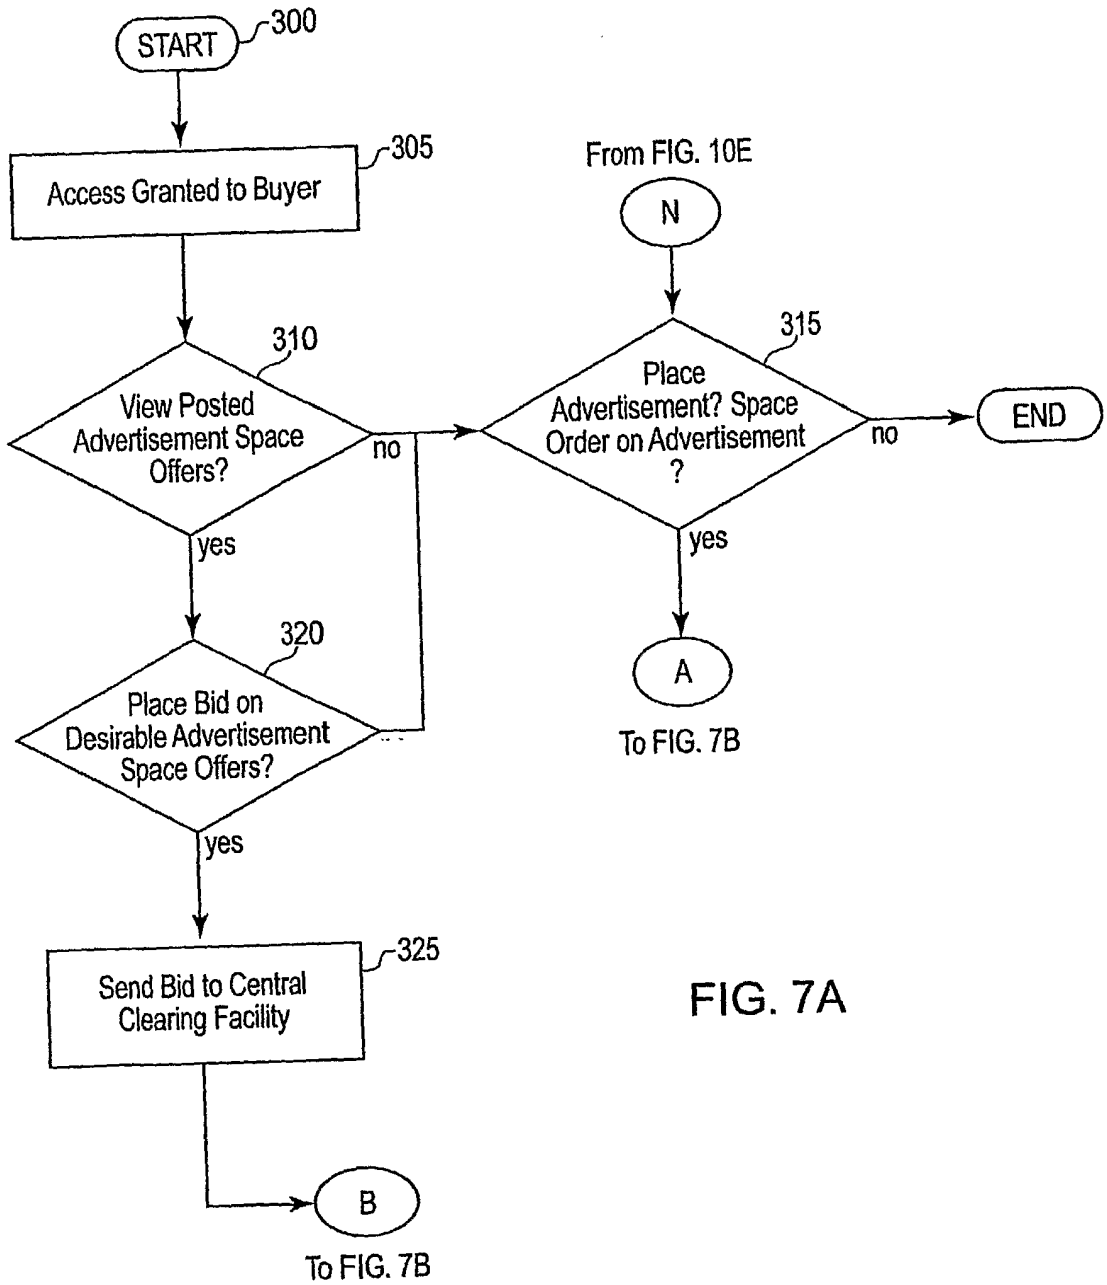 START
300
Access Granted to Buyer
305
310
View Posted
Advertisement Space
Offers?
no
yes
320
Place Bid on
Desirable Advertisement
Space Offers?
yes
325
Send Bid to Central
Clearing Facility
B
To FIG. 7B
From FIG. 10E
N
315
Place
Advertisement? Space
Order on Advertisement
?
no
END
yes
A
To FIG. 7B
FIG. 7A